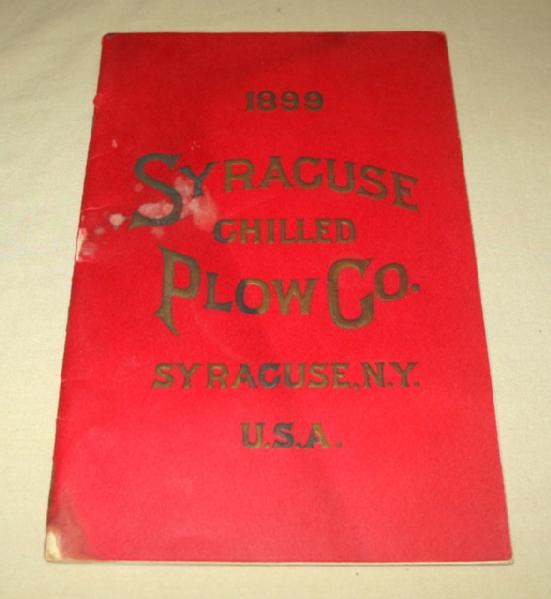 1899
SYRACUSE
CHILLED
PLOW CO.
SYRACUSE, N.Y.
U.S.A.